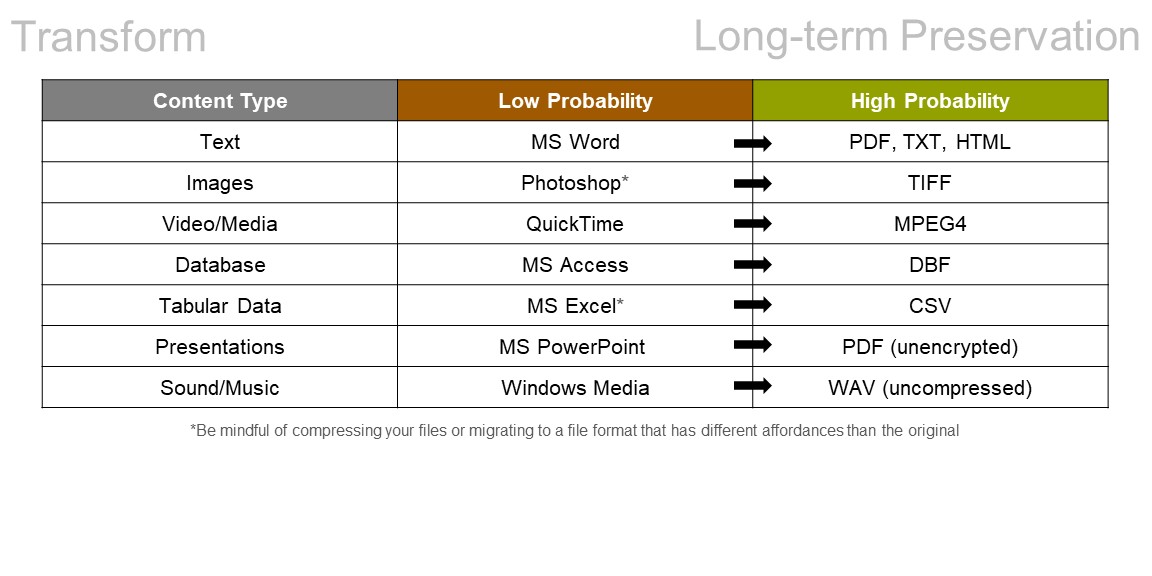 Transform
Long-term Preservation
Content Type Low Probability High Probability
Text MS Word PDF, TXT, HTML
Images Photoshop* TIFF
Video/Media QuickTime MPEG4
Database MS Access DBF
Tabular Data MS Excel* CSV
Presentations MS PowerPoint PDF (unencrypted)
Sound/Music Windows Media WAV (uncompressed)
*Be mindful of compressing your files or migrating to a file format that has different affordances than the original